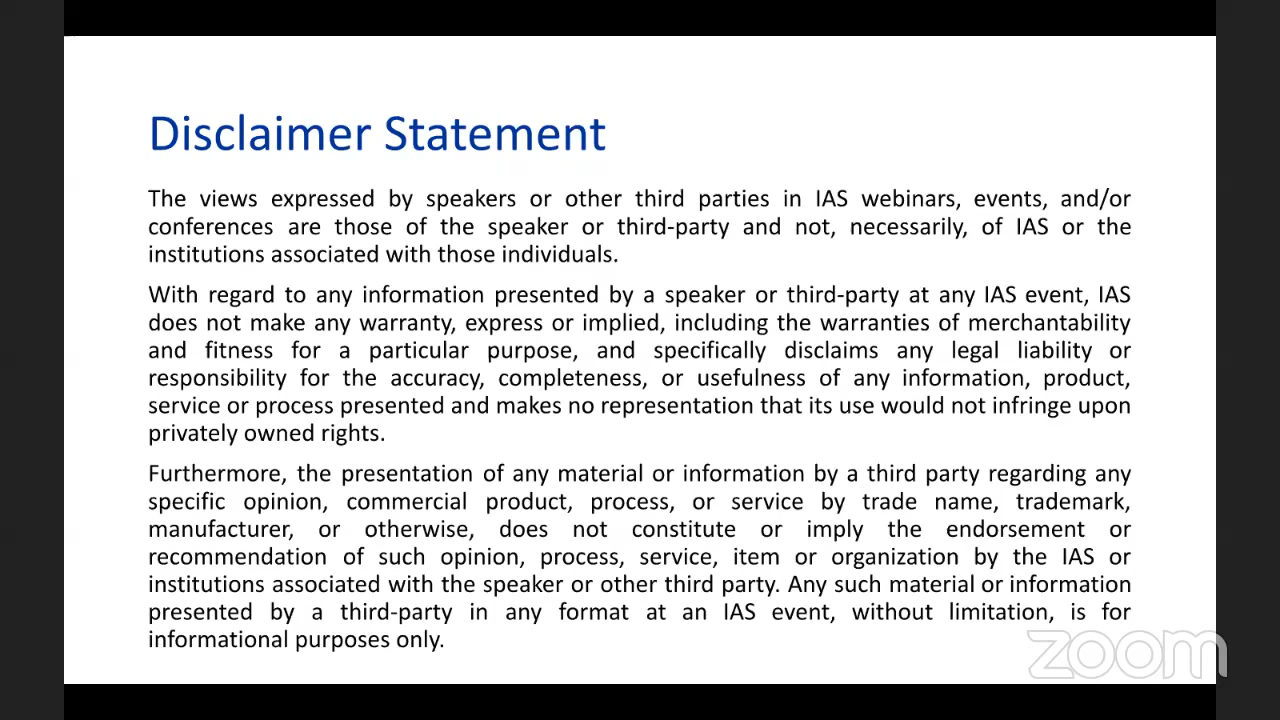 Disclaimer Statement
The views expressed by speakers or other third parties in IAS webinars, events, and/or
conferences are those of the speaker or third-party and not, necessarily, of IAS or the
institutions associated with those individuals.
With regard to any information presented by a speaker or third-party at any IAS event, IAS
does not make any warranty, express or implied, including the warranties of merchantability
and fitness for a particular purpose, and specifically disclaims any legal liability or
responsibility for the accuracy, completeness, or usefulness of any information, product,
service or process presented and makes no representation that its use would not infringe upon
privately owned rights.
Furthermore, the presentation of any material or information by a third party regarding any
specific opinion, commercial product, process, or service by trade name, trademark,
manufacturer, or otherwise, does not constitute or imply the endorsement or
recommendation of such opinion, process, service, item or organization by the IAS or
institutions associated with the speaker or other third party. Any such material or information
presented by a third-party in any format at an IAS event, without limitation, is for
informational purposes only.
zoom